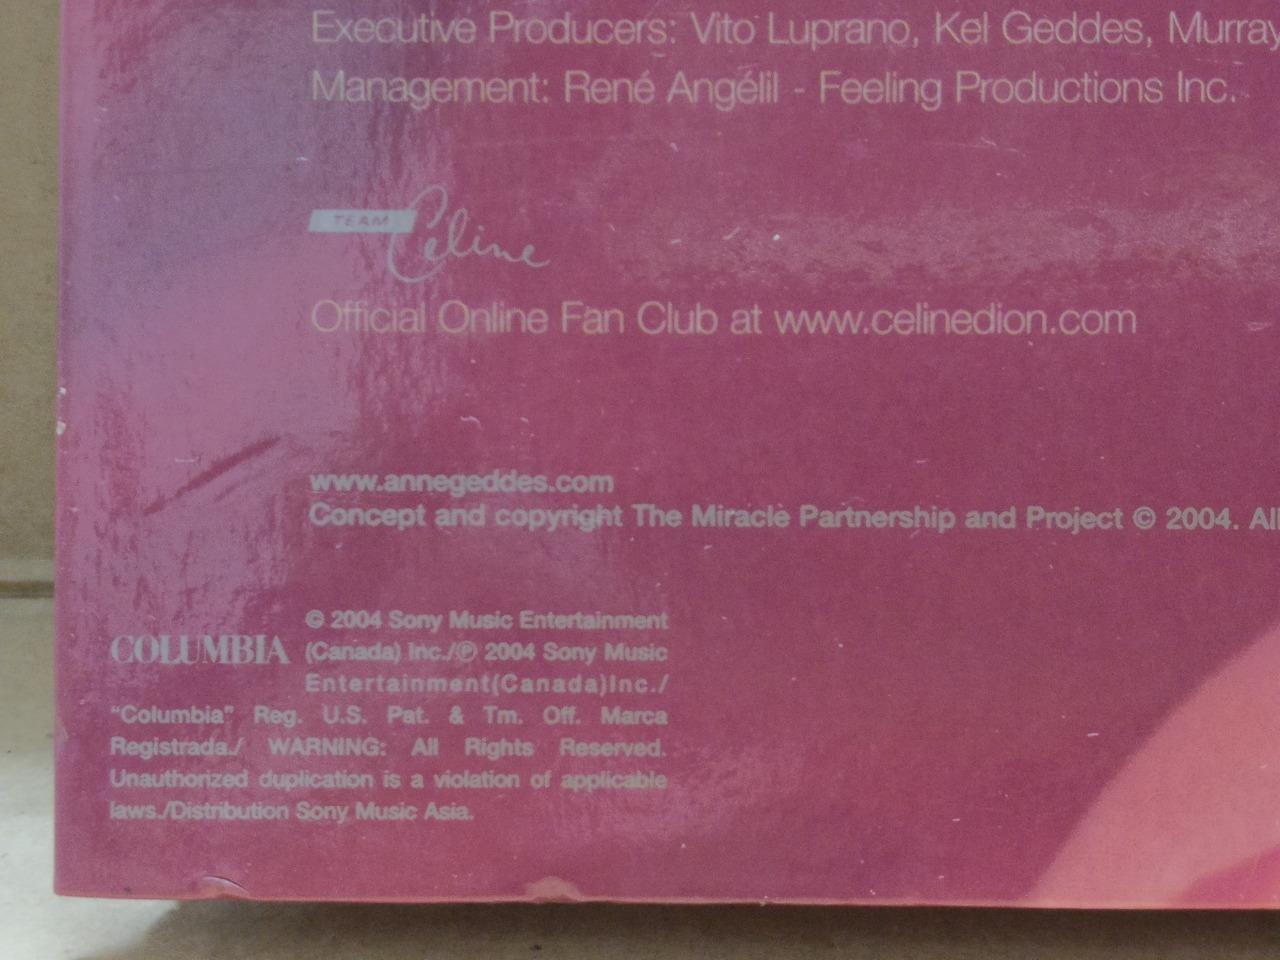 Executive Producers: Vito Luprano, Kel Geddes, Murray
Management: René Angélil - Feeling Productions Inc.
TEAM Céline
Official Online Fan Club at www.celinedion.com
www.annegeddes.com
Concept and copyright The Miracle Partnership and Project © 2004. All
© 2004 Sony Music Entertainment
COLUMBIA (Canada) Inc./℗ 2004 Sony Music
Entertainment(Canada)Inc./
“Columbia” Reg. U.S. Pat. & Tm. Off. Marca
Registrada./ WARNING: All Rights Reserved.
Unauthorized duplication is a violation of applicable
laws./Distribution Sony Music Asia.